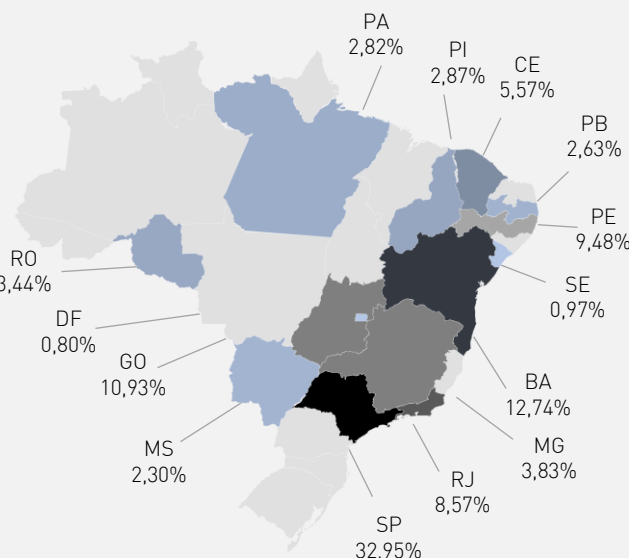 PA
2,82%
PI
2,87%
CE
5,57%
PB
2,63%
PE
9,48%
SE
0,97%
BA
12,74%
MG
3,83%
RJ
8,57%
SP
32,95%
MS
2,30%
GO
10,93%
DF
0,80%
RO
3,44%